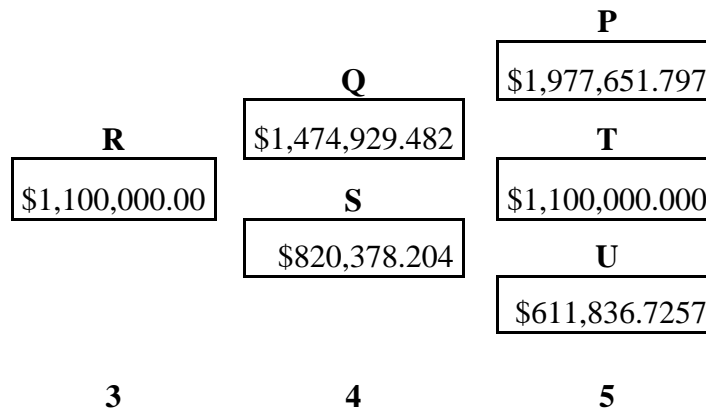 P
$1,977,651.797
Q
$1,474,929.482
R
T
$1,100,000.00
$1,100,000.000
S
$820,378.204
U
$611,836.7257
3 4 5